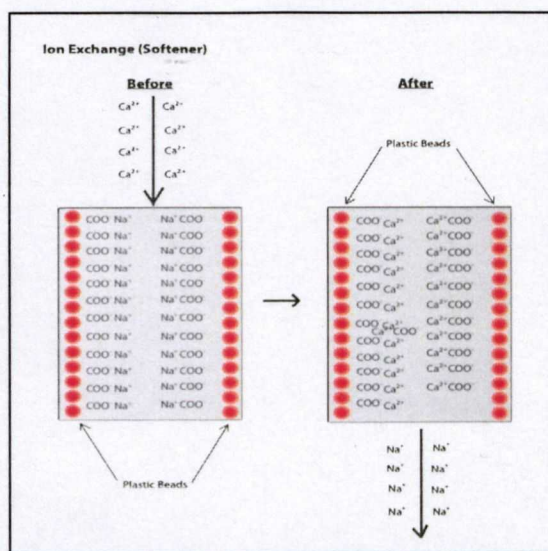 Ion Exchange (Softener)
Before
After
Ca²⁺ Ca²⁺
Ca²⁺ Ca²⁺
Ca²⁺ Ca²⁺
Ca²⁺ Ca²⁺
Plastic Beads
COO⁻ Na⁺ Na⁺ COO⁻
COO⁻ Na⁺ Na⁺ COO⁻
COO⁻ Na⁺ Na⁺ COO⁻
COO⁻ Na⁺ Na⁺ COO⁻
COO⁻ Na⁺ Na⁺ COO⁻
COO⁻ Na⁺ Na⁺ COO⁻
COO⁻ Na⁺ Na⁺ COO⁻
COO⁻ Na⁺ Na⁺ COO⁻
COO⁻ Na⁺ Na⁺ COO⁻
COO⁻ Na⁺ Na⁺ COO⁻
COO⁻ Na⁺ Na⁺ COO⁻
COO⁻ Na⁺ Na⁺ COO⁻
Plastic Beads
COO⁻ Ca²⁺ Ca²⁺COO⁻
COO⁻ Ca²⁺ Ca²⁺COO⁻
COO⁻ Ca²⁺ Ca²⁺COO⁻
COO⁻ Ca²⁺ Ca²⁺COO⁻
COO⁻ Ca²⁺ Ca²⁺COO⁻
COO⁻ Ca²⁺ Ca²⁺COO⁻
COO⁻ Ca²⁺ Ca²⁺COO⁻
Ca²⁺COO⁻
COO⁻ Ca²⁺ Ca²⁺COO⁻
COO⁻ Ca²⁺ Ca²⁺COO⁻
COO⁻ Ca²⁺ Ca²⁺COO⁻
COO⁻ Ca²⁺ Ca²⁺COO⁻
COO⁻ Ca²⁺
Na⁺ Na⁺
Na⁺ Na⁺
Na⁺ Na⁺
Na⁺ Na⁺